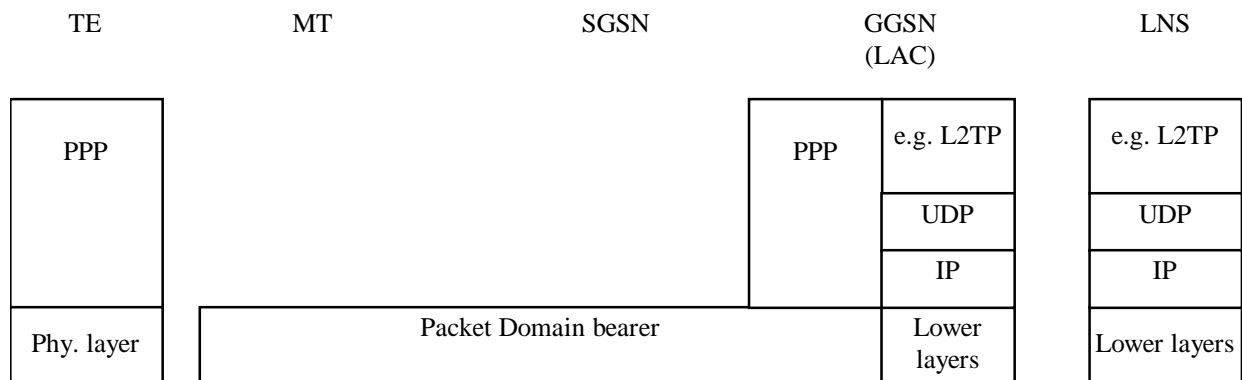 TE MT SGSN GGSN LNS
(LAC)
PPP PPP e.g. L2TP e.g. L2TP
UDP UDP
IP IP
Phy. layer Packet Domain bearer Lower layers Lower layers